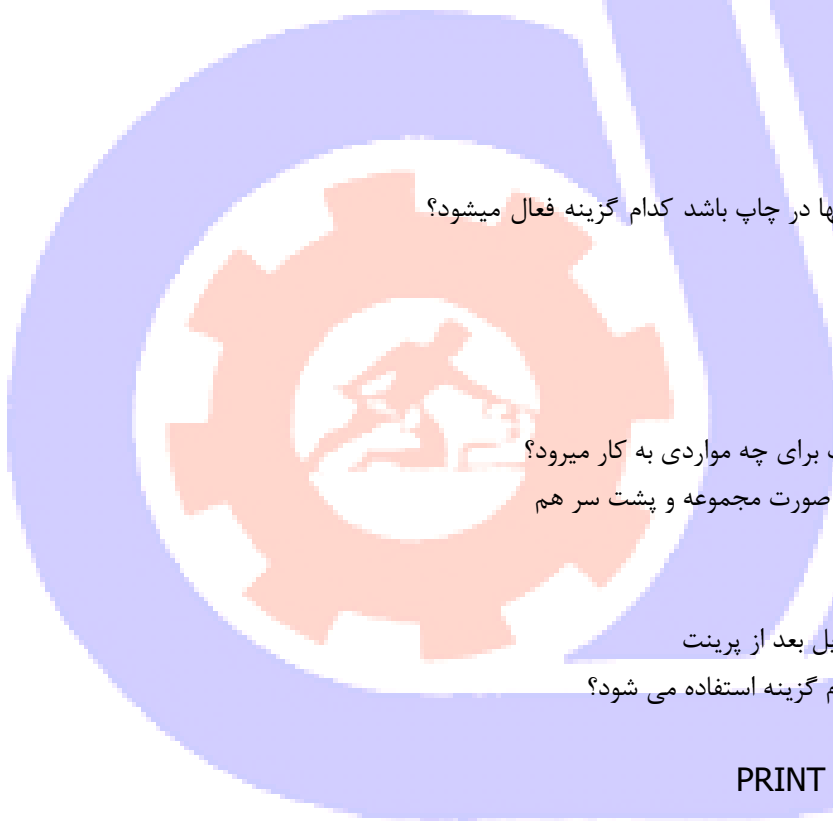 در چاپ باشد کدام گزینه فعال میشود؟
برای چه مواردی به کار میرود؟
صورت مجموعه و پشت سر هم
بعد از پرینت
گزینه استفاده می شود؟
PRINT